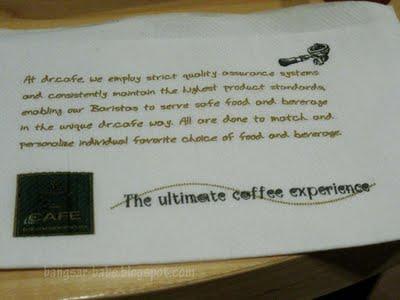 At dr.cafe, we employ strict quality assurance systems
and consistently maintain the highest product standards,
enabling our Baristas to serve safe food and beverage
in the unique dr.cafe way. All are done to match and
personalize individual favorite choice of food and beverage.
CAFE
The ultimate coffee experience
bangsar-babe.blogspot.com